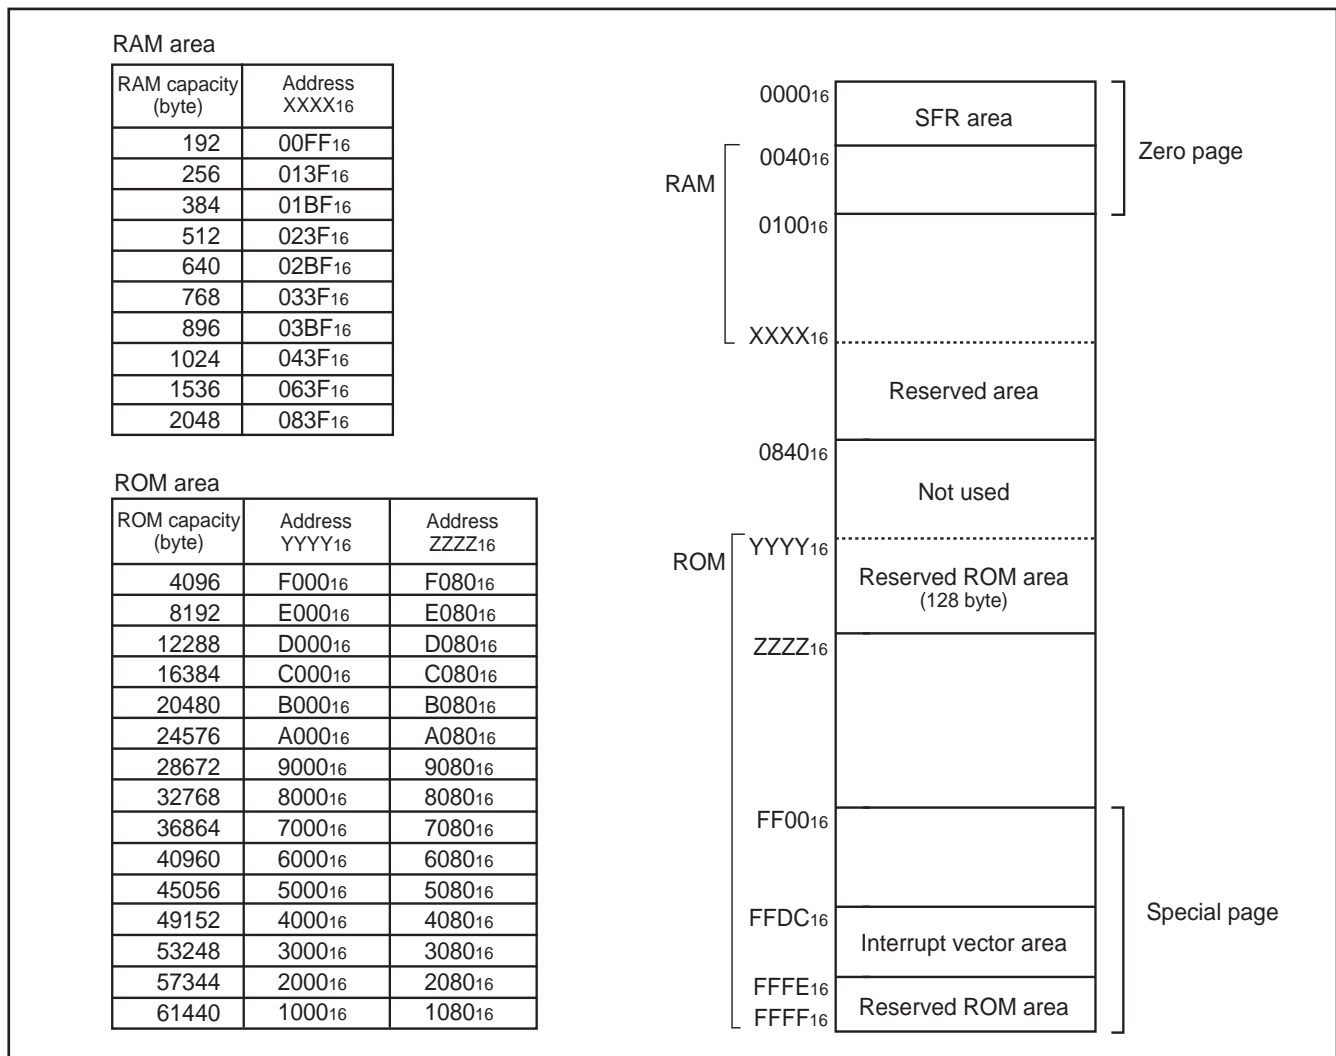 RAM area
RAM capacity (byte) Address XXXX16
192 00FF16
256 013F16
384 01BF16
512 023F16
640 02BF16
768 033F16
896 03BF16
1024 043F16
1536 063F16
2048 083F16
ROM area
ROM capacity (byte) Address YYYY16 Address ZZZZ16
4096 F00016 F08016
8192 E00016 E08016
12288 D00016 D08016
16384 C00016 C08016
20480 B00016 B08016
24576 A00016 A08016
28672 900016 908016
32768 800016 808016
36864 700016 708016
40960 600016 608016
45056 500016 508016
49152 400016 408016
53248 300016 308016
57344 200016 208016
61440 100016 108016
000016
SFR area
Zero page
004016
RAM
010016
XXXX16
Reserved area
084016
Not used
ROM
YYYY16
Reserved ROM area
(128 byte)
ZZZZ16
FF0016
Special page
FFDC16
Interrupt vector area
FFFE16
Reserved ROM area
FFFF16